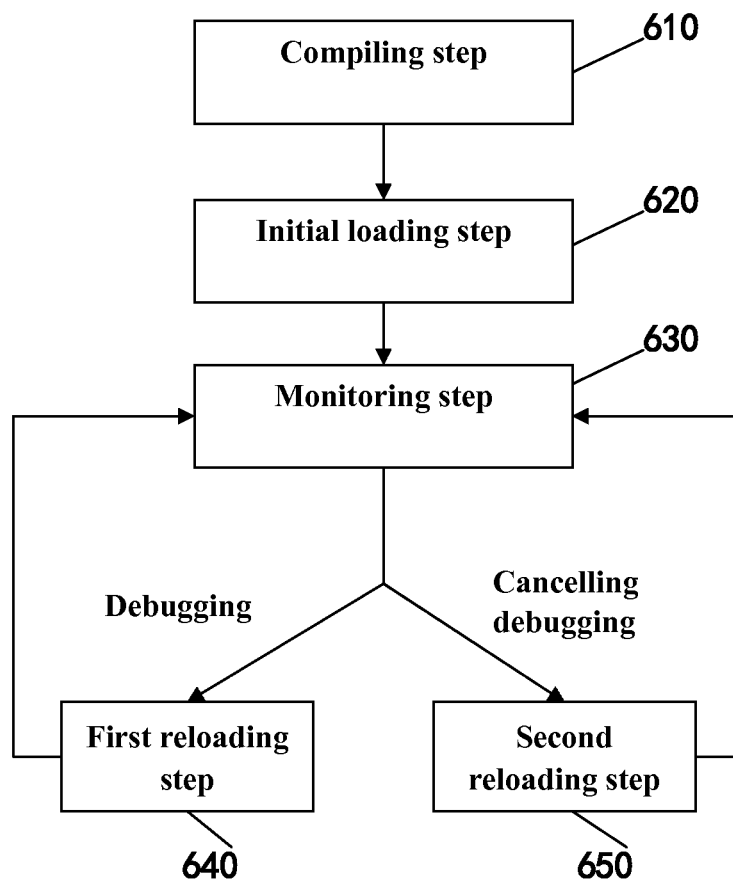 610
Compiling step
620
Initial loading step
630
Monitoring step
Debugging
Cancelling
debugging
First reloading
step
Second
reloading step
640
650